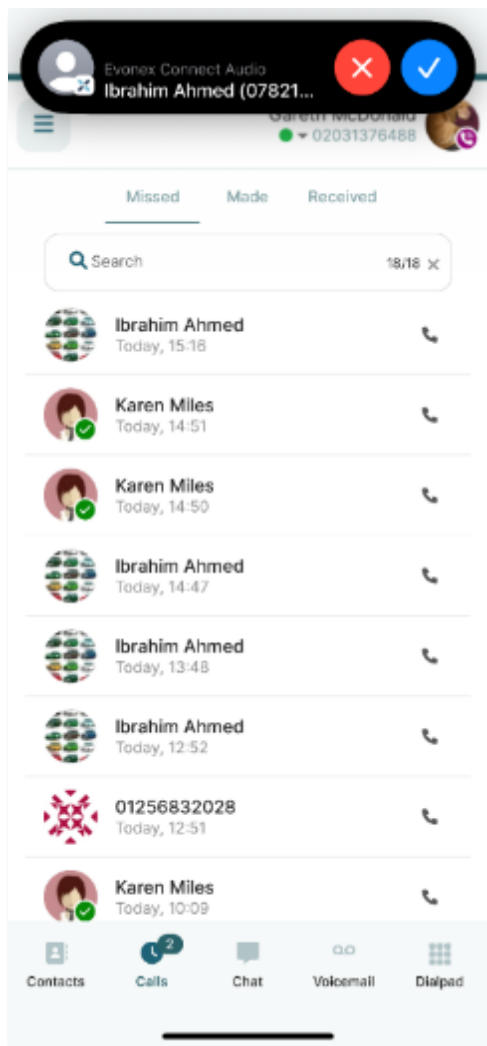 Evonex Connect Audio
Ibrahim Ahmed (07821...
Gareth McDonald
02031376488
Missed Made Received
Search 18/18
Ibrahim Ahmed
Today, 15:16
Karen Miles
Today, 14:51
Karen Miles
Today, 14:50
Ibrahim Ahmed
Today, 14:47
Ibrahim Ahmed
Today, 13:48
Ibrahim Ahmed
Today, 12:52
01256832028
Today, 12:51
Karen Miles
Today, 10:09
2
Contacts Calls Chat Voicemail Dialpad